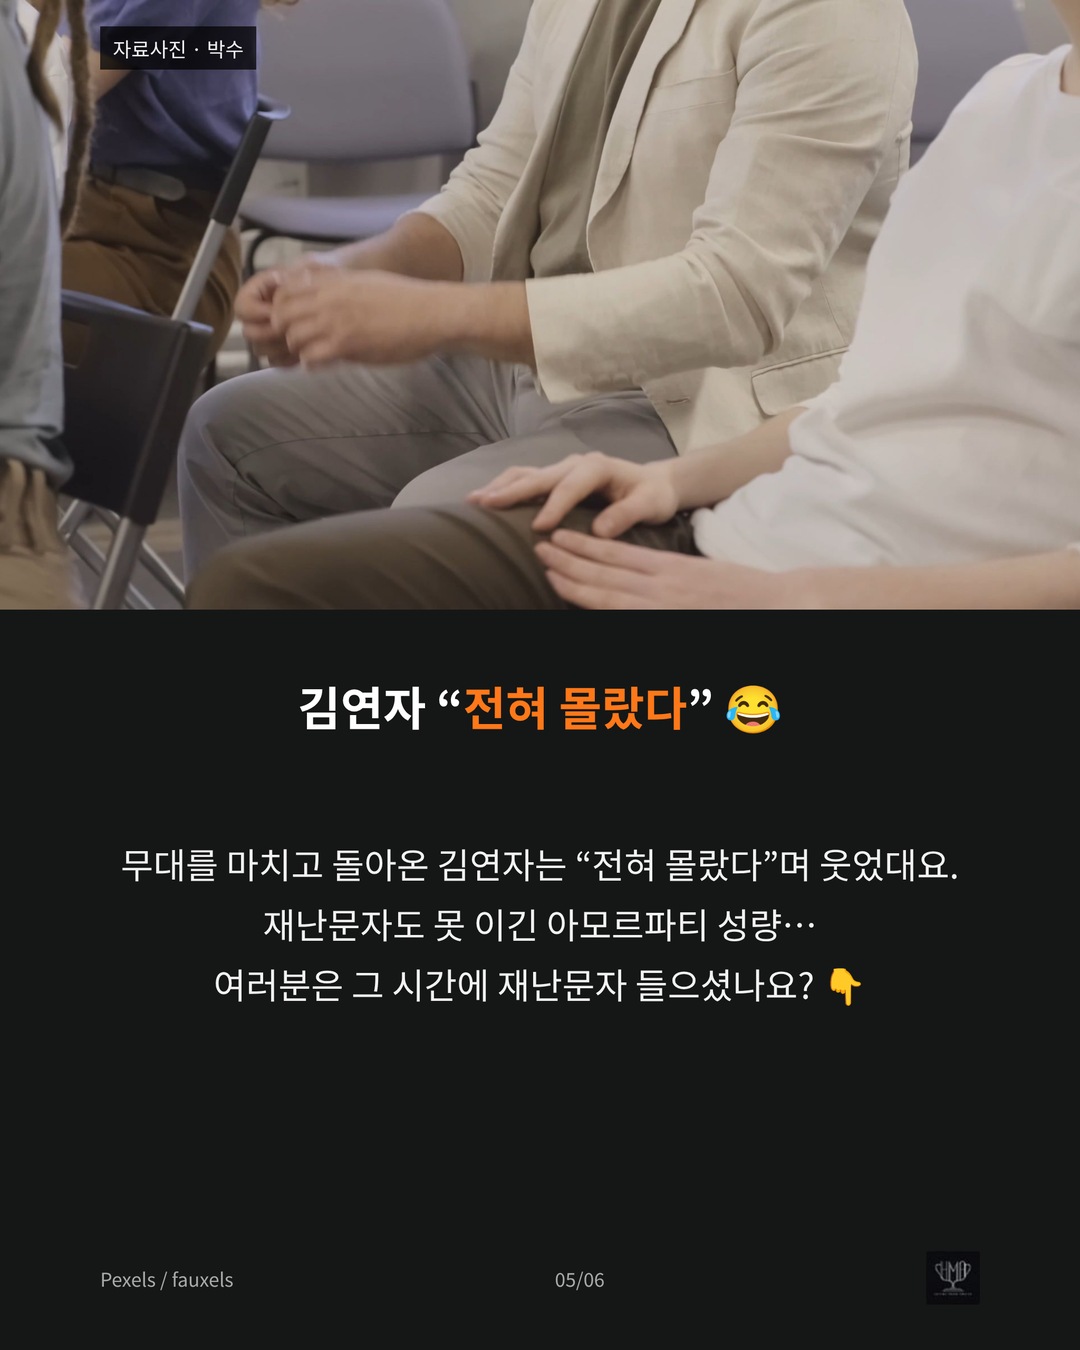 자료사진 · 박수
김연자 “전혀 몰랐다” 😂
무대를 마치고 돌아온 김연자는 “전혀 몰랐다”며 웃었대요.
재난문자도 못 이긴 아모르파티 성량…
여러분은 그 시간에 재난문자 들으셨나요? 👇
Pexels / fauxels
05/06